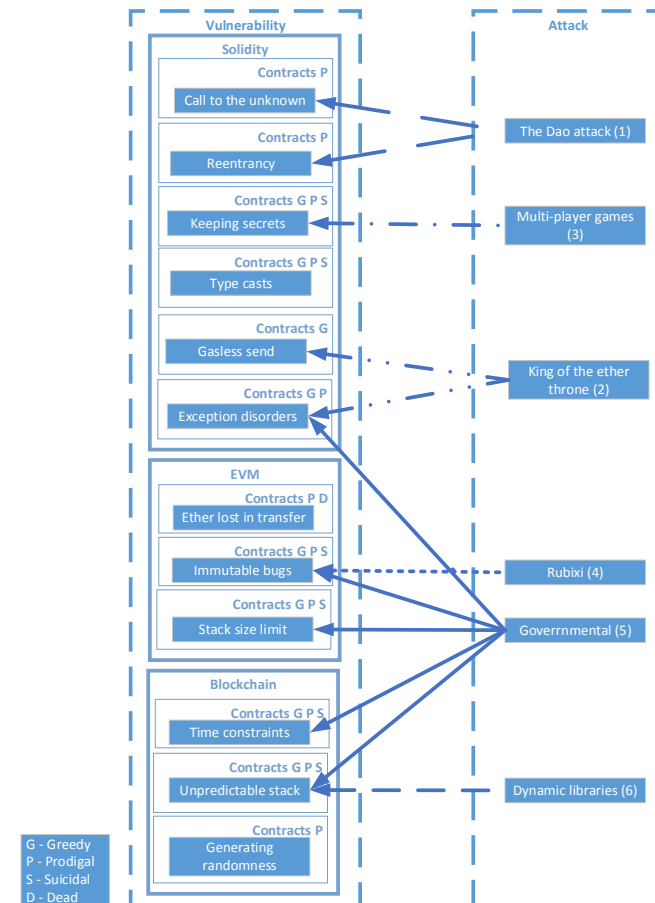 Vulnerability
Attack
Solidity
Contracts P
Call to the unknown
The Dao attack (1)
Contracts P
Reentrancy
Contracts G P S
Keeping secrets
Multi-player games
(3)
Contracts G P S
Type casts
Contracts G
Gasless send
King of the ether
throne (2)
Contracts G P
Exception disorders
EVM
Contracts P D
Ether lost in transfer
Contracts G P S
Immutable bugs
Rubixi (4)
Contracts G P S
Stack size limit
Goverrnmental (5)
Blockchain
Contracts G P S
Time constraints
Contracts G P S
Unpredictable stack
Dynamic libraries (6)
Contracts P
Generating
randomness
G - Greedy
P - Prodigal
S - Suicidal
D - Dead